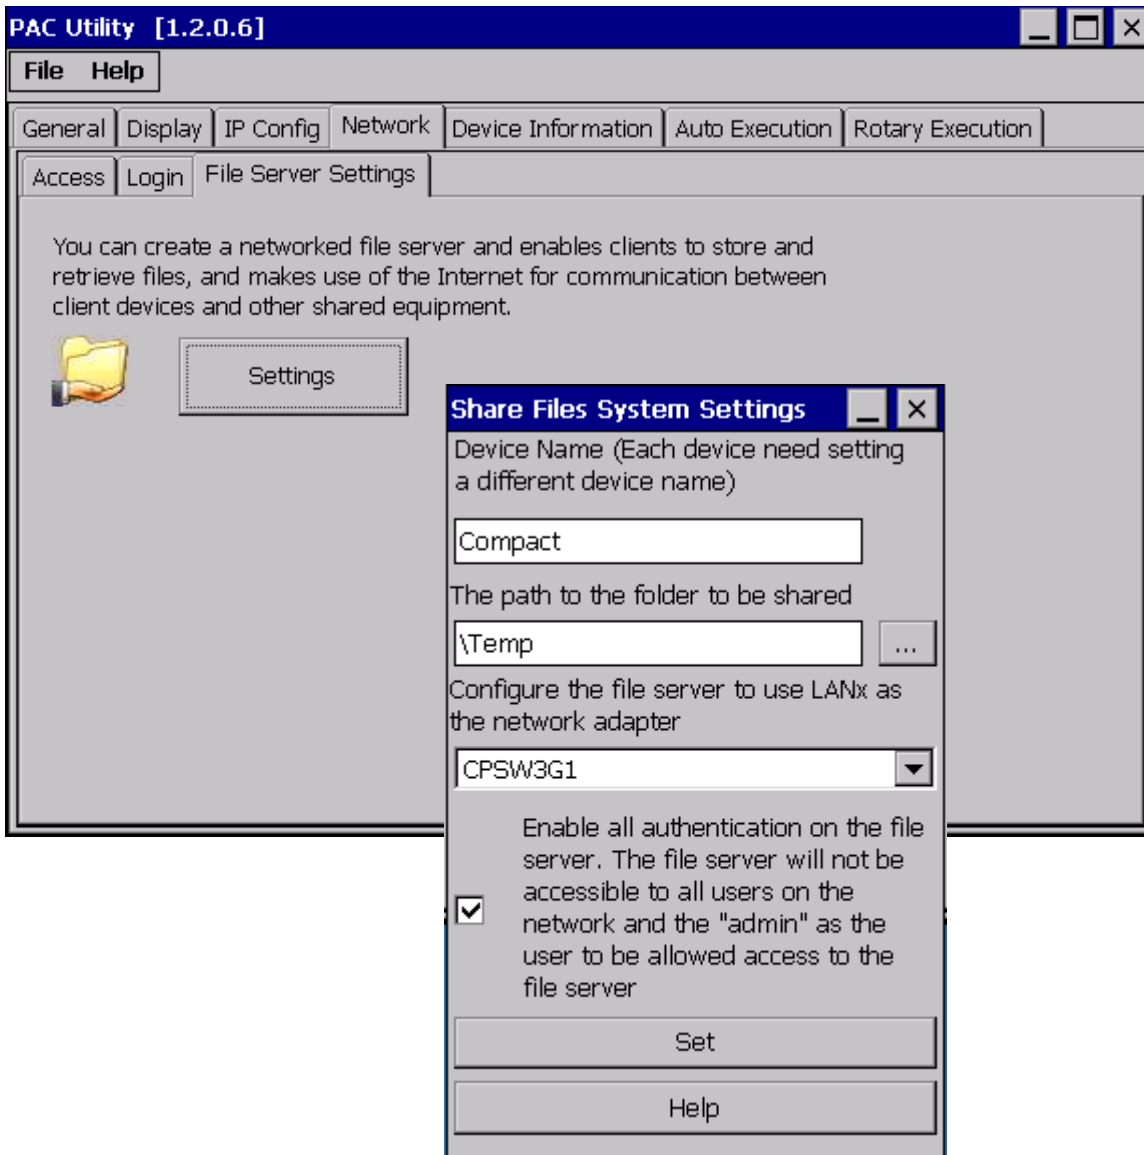 PAC Utility [1.2.0.6]
File Help
General Display IP Config Network Device Information Auto Execution Rotary Execution
Access Login File Server Settings
You can create a networked file server and enables clients to store and
retrieve files, and makes use of the Internet for communication between
client devices and other shared equipment.
Settings
Share Files System Settings
Device Name (Each device need setting
a different device name)
Compact
The path to the folder to be shared
\Temp
...
Configure the file server to use LANx as
the network adapter
CPSW3G1
Enable all authentication on the file
server. The file server will not be
accessible to all users on the
network and the "admin" as the
user to be allowed access to the
file server
Set
Help